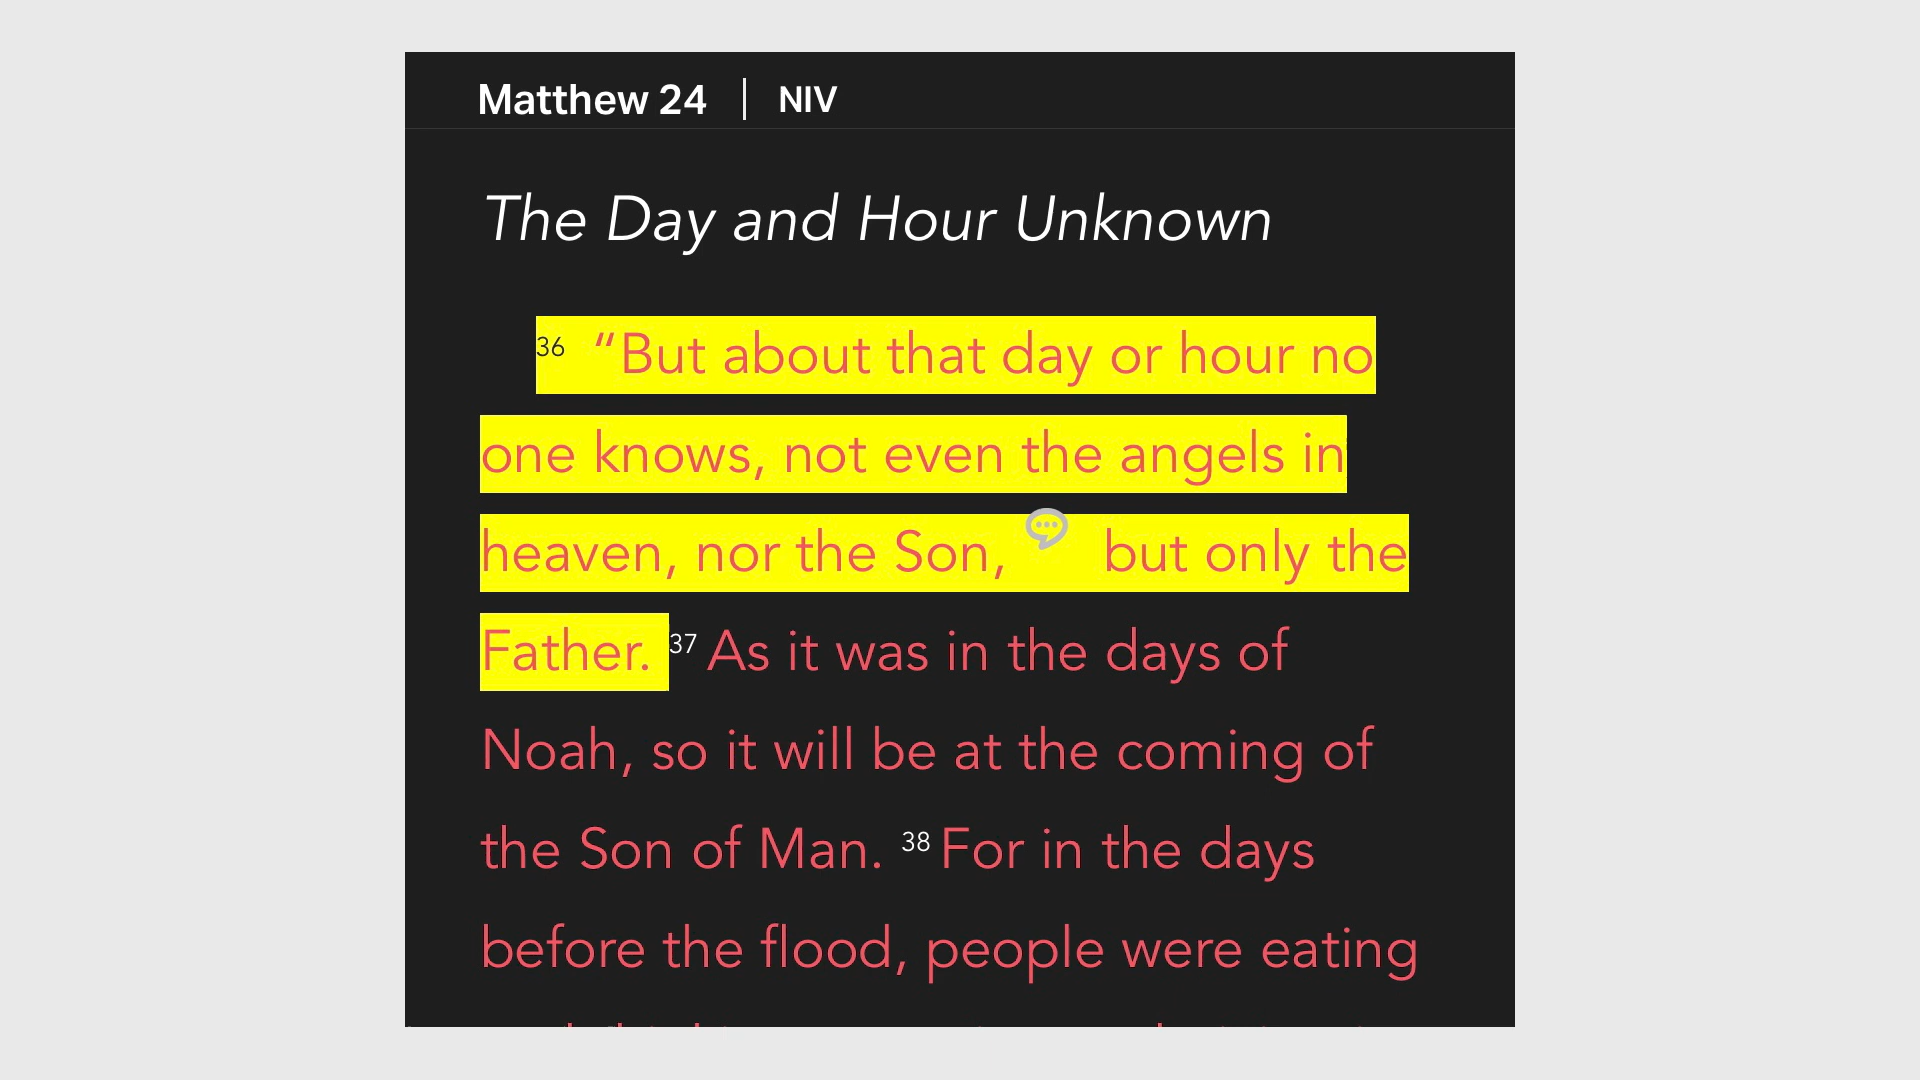 Matthew 24 | NIV
The Day and Hour Unknown
36 “But about that day or hour no
one knows, not even the angels in
heaven, nor the Son, but only the
Father. 37 As it was in the days of
Noah, so it will be at the coming of
the Son of Man. 38 For in the days
before the flood, people were eating